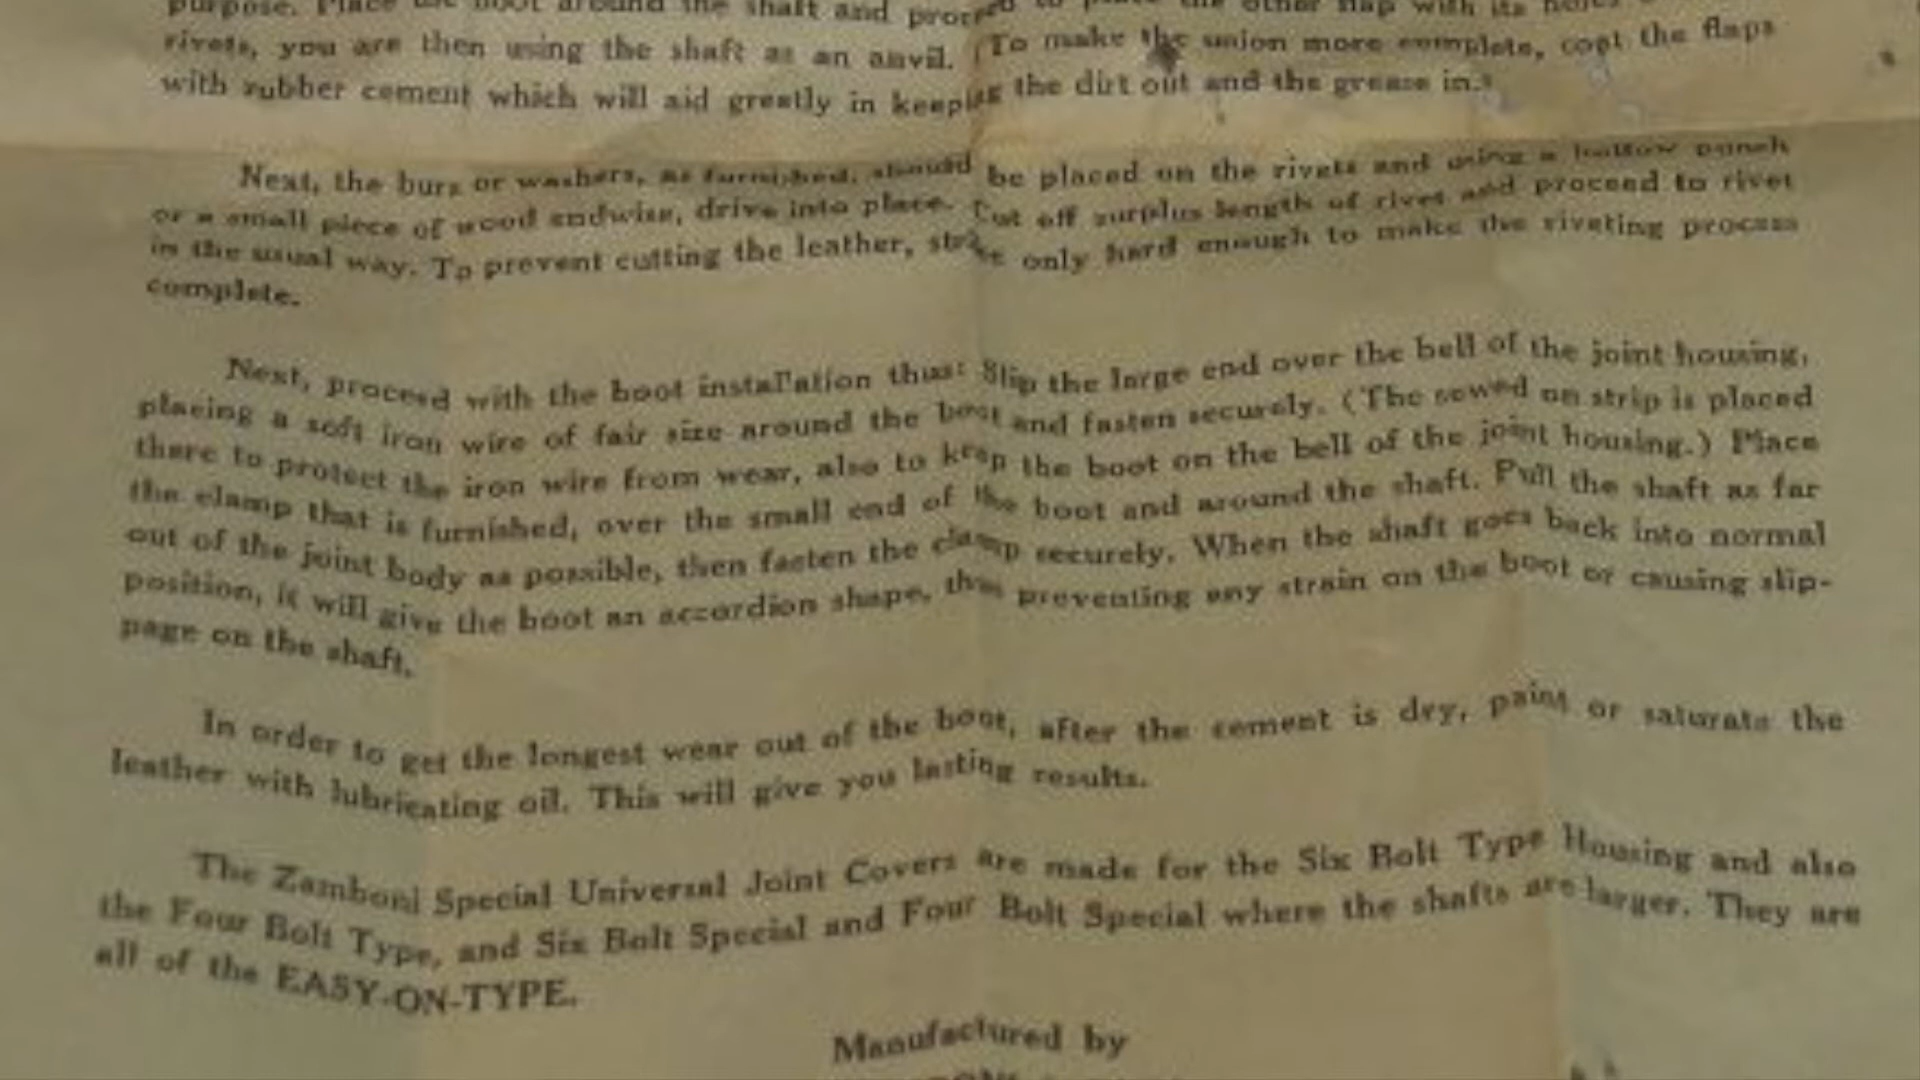 purpose. Place the boot around the shaft and proceed to place the other flap with its holes
rivets, you are then using the shaft as an anvil. (To make the union more complete, coat the flaps
with rubber cement which will aid greatly in keeping the dirt out and the grease in.)
Next, the burs or washers, as furnished, should be placed on the rivets and using a hollow punch
or a small piece of wood endwise, drive into place. Cut off surplus length of rivet and proceed to rivet
in the usual way. To prevent cutting the leather, strike only hard enough to make the riveting process
complete.
Next, proceed with the boot installation thus: Slip the large end over the bell of the joint housing,
placing a soft iron wire of fair size around the boot and fasten securely. (The sewed on strip is placed
there to protect the iron wire from wear, also to keep the boot on the bell of the joint housing.) Place
the clamp that is furnished, over the small end of the boot and around the shaft. Pull the shaft as far
out of the joint body as possible, then fasten the clamp securely. When the shaft goes back into normal
position, it will give the boot an accordion shape, thus preventing any strain on the boot or causing slip-
page on the shaft.
In order to get the longest wear out of the boot, after the cement is dry, paint or saturate the
leather with lubricating oil. This will give you lasting results.
The Zamboni Special Universal Joint Covers are made for the Six Bolt Type Housing and also
the Four Bolt Type, and Six Bolt Special and Four Bolt Special where the shafts are larger. They are
all of the EASY-ON-TYPE.
Manufactured by